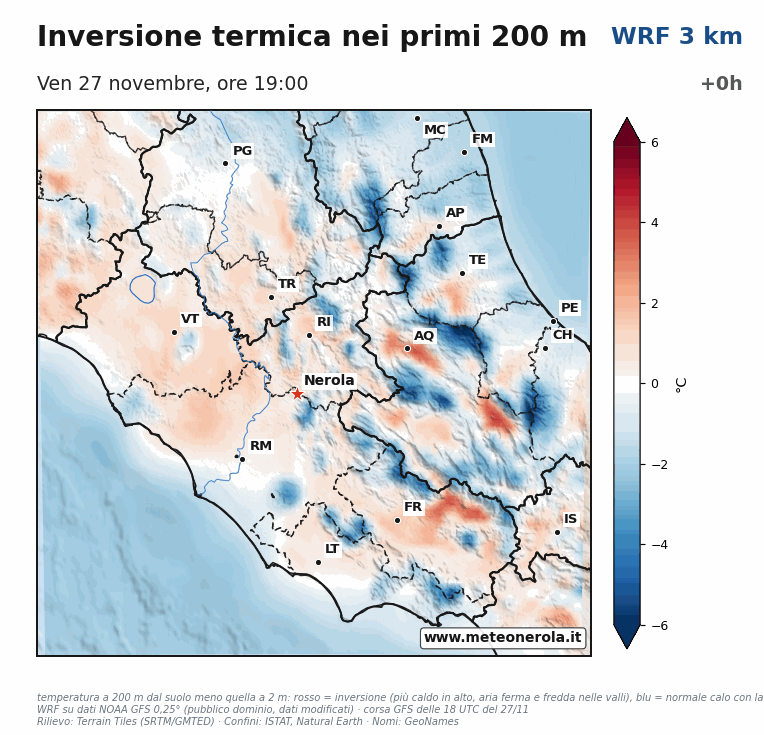 Inversione termica nei primi 200 m
WRF 3 km
Ven 27 novembre, ore 19:00
+0h
MC
FM
PG
AP
TE
TR
PE
VT
RI
CH
AQ
Nerola
RM
FR
IS
LT
www.meteonerola.it
6
4
2
0
−2
−4
−6
°C
temperatura a 200 m dal suolo meno quella a 2 m: rosso = inversione (più caldo in alto, aria ferma e fredda nelle valli), blu = normale calo con la
WRF su dati NOAA GFS 0,25° (pubblico dominio, dati modificati) · corsa GFS delle 18 UTC del 27/11
Rilievo: Terrain Tiles (SRTM/GMTED) · Confini: ISTAT, Natural Earth · Nomi: GeoNames